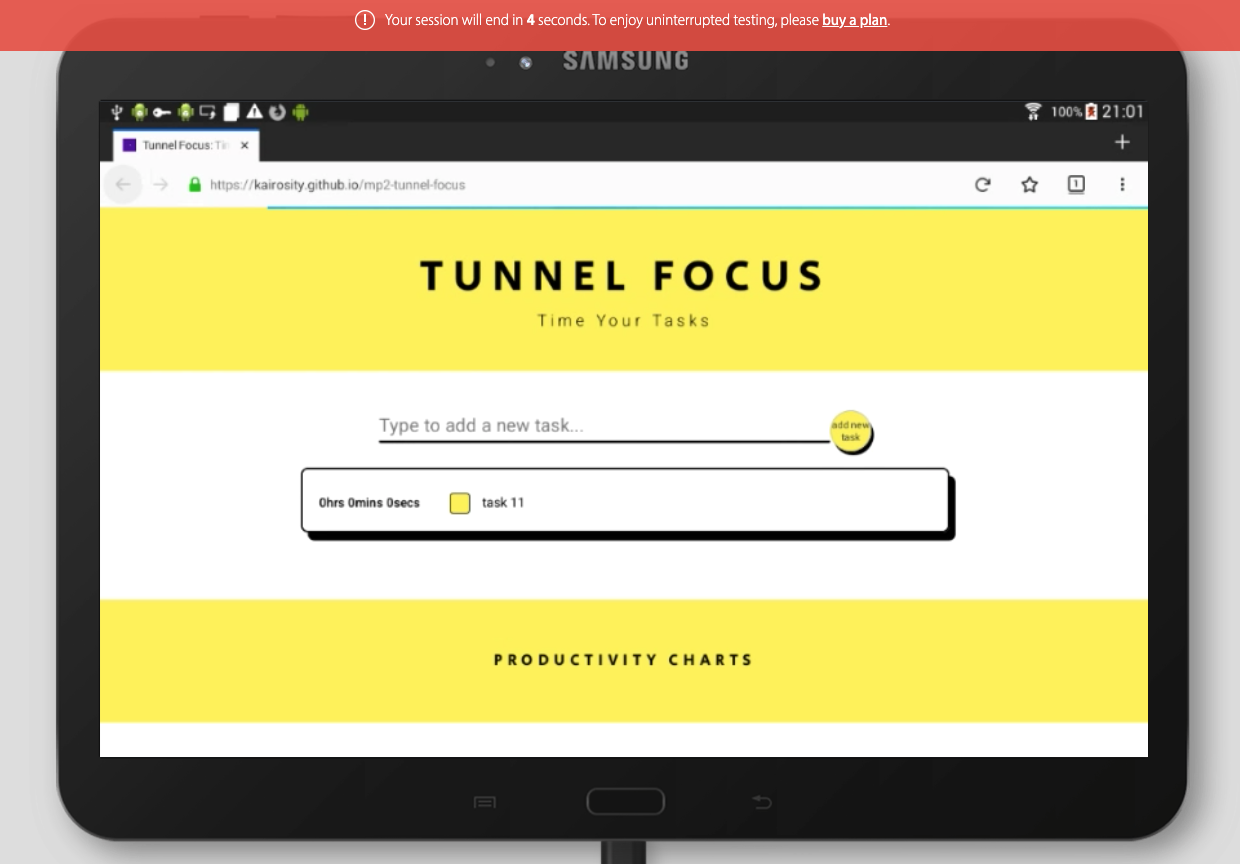 Your session will end in 4 seconds. To enjoy uninterrupted testing, please buy a plan.
SAMSUNG
100% 21:01
Tunnel Focus: Tin
https://kairosity.github.io/mp2-tunnel-focus
1
TUNNEL FOCUS
Time Your Tasks
Type to add a new task...
add new
task
0hrs 0mins 0secs task 11
PRODUCTIVITY CHARTS